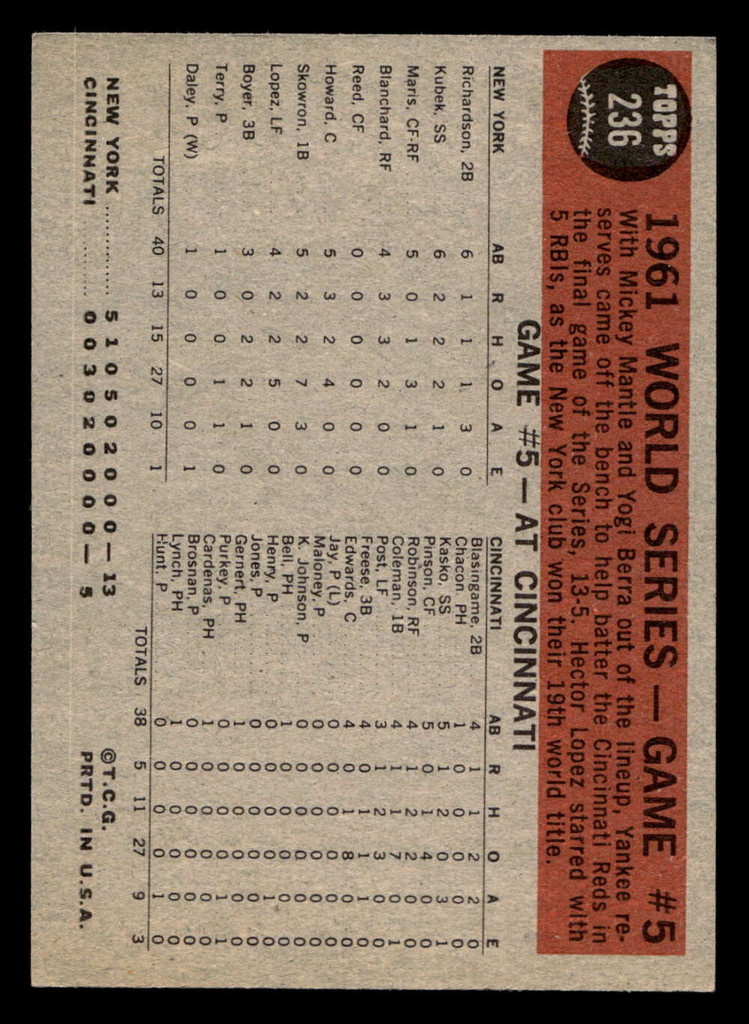 TOPPS
236
1961 WORLD SERIES — GAME #5
With Mickey Mantle and Yogi Berra out of the lineup, Yankee re-
serves came off the bench to help batter the Cincinnati Reds in
the final game of the Series, 13-5. Hector Lopez starred with
5 RBIs, as the New York club won their 19th world title.
GAME #5 — AT CINCINNATI
NEW YORK AB R H O A E
Richardson, 2B 6 1 1 1 3 0
Kubek, SS 6 2 2 2 1 0
Maris, CF-RF 5 0 1 3 1 0
Blanchard, RF 4 3 3 2 0 0
Reed, CF 0 0 0 0 0 0
Howard, C 5 3 2 4 0 0
Skowron, 1B 5 2 2 7 3 0
Lopez, LF 4 2 2 5 0 0
Boyer, 3B 3 0 2 2 1 0
Terry, P 1 0 0 1 1 0
Daley, P (W) 1 0 0 0 0 1
TOTALS 40 13 15 27 10 1
CINCINNATI AB R H O A E
Blasingame, 2B 4 1 1 2 2 0
Chacon, PH 1 0 0 0 0 0
Kasko, SS 5 1 2 0 3 1
Pinson, CF 5 0 1 4 0 0
Robinson, RF 4 1 2 2 0 0
Coleman, 1B 4 1 1 7 0 1
Post, LF 3 1 2 3 0 0
Freese, 3B 4 0 0 1 1 0
Edwards, C 4 0 1 8 0 0
Jay, P (L) 0 0 0 0 0 0
Maloney, P 0 0 0 0 0 0
K. Johnson, P 0 0 0 0 0 0
Bell, PH 1 0 0 0 0 0
Henry, P 0 0 0 0 1 0
Jones, P 0 0 0 0 0 0
Gernert, PH 1 0 0 0 0 0
Purkey, P 0 0 0 0 1 1
Cardenas, PH 1 0 1 0 0 0
Brosnan, P 0 0 0 0 0 0
Lynch, PH 1 0 0 0 0 0
Hunt, P 0 0 0 0 1 0
TOTALS 38 5 11 27 9 3
NEW YORK .............. 5 1 0 5 0 2 0 0 0 — 13
CINCINNATI .......... 0 0 3 0 2 0 0 0 0 — 5
©T.C.G.
PRTD. IN U.S.A.